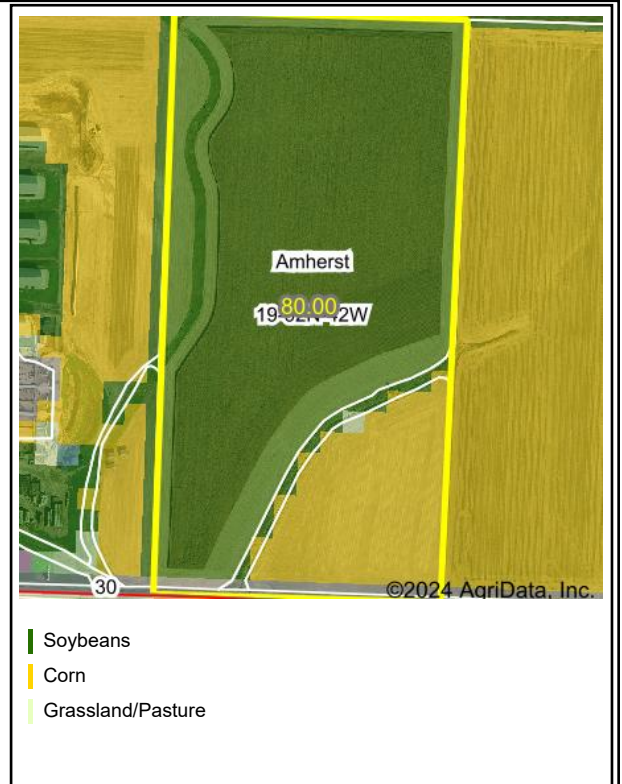 Amherst
80.00
30
©2024 AgriData, Inc.
Soybeans
Corn
Grassland/Pasture